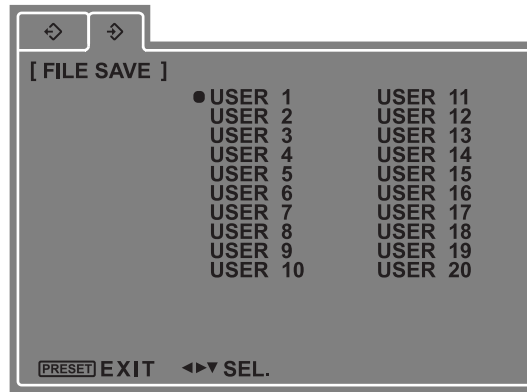 [ FILE SAVE ]
USER 1
USER 2
USER 3
USER 4
USER 5
USER 6
USER 7
USER 8
USER 9
USER 10
USER 11
USER 12
USER 13
USER 14
USER 15
USER 16
USER 17
USER 18
USER 19
USER 20
PRESET EXIT ◄►▼ SEL.